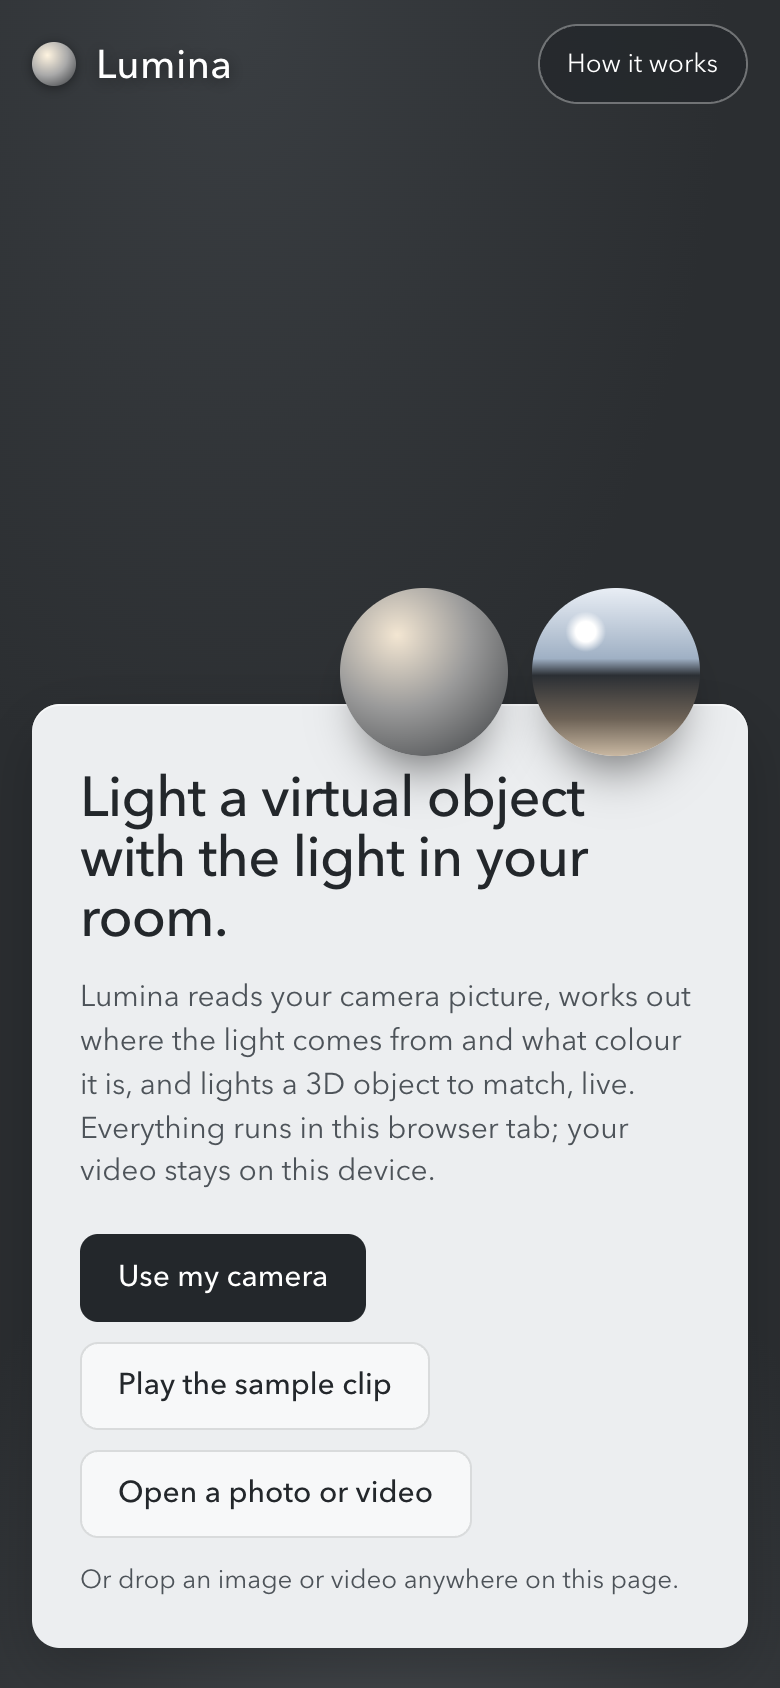 Lumina
How it works
Light a virtual object
with the light in your
room.
Lumina reads your camera picture, works out
where the light comes from and what colour
it is, and lights a 3D object to match, live.
Everything runs in this browser tab; your
video stays on this device.
Use my camera
Play the sample clip
Open a photo or video
Or drop an image or video anywhere on this page.